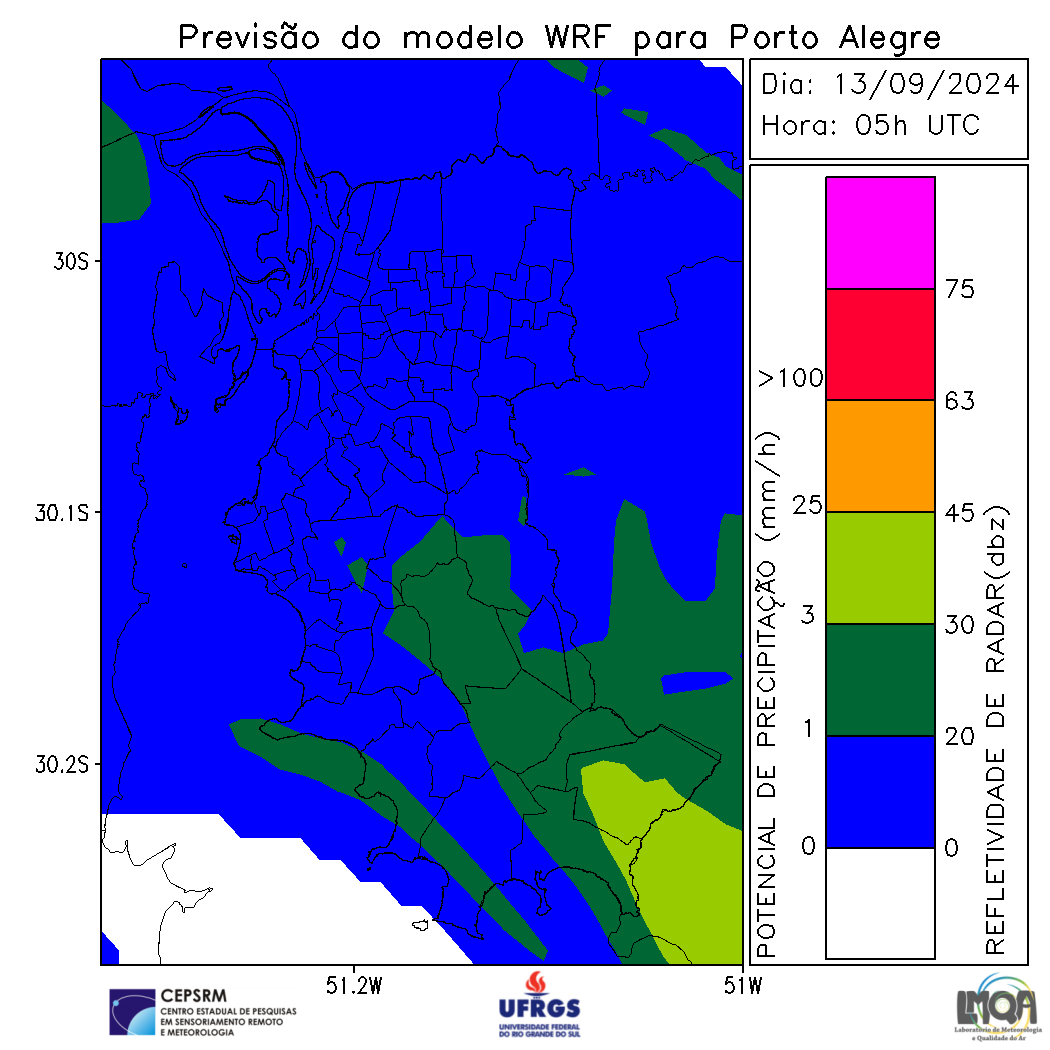 Previsão do modelo WRF para Porto Alegre
Dia: 13/09/2024
Hora: 05h UTC
30S
30.1S
30.2S
51.2W
51W
POTENCIAL DE PRECIPITAÇÃO (mm/h)
>100
25
3
1
0
75
63
45
30
20
0
REFLETIVIDADE DE RADAR(dbz)
CEPSRM
CENTRO ESTADUAL DE PESQUISAS
EM SENSORIAMENTO REMOTO
E METEOROLOGIA
UFRGS
UNIVERSIDADE FEDERAL
DO RIO GRANDE DO SUL
LMQA
Laboratório de Meteorologia
e Qualidade do Ar